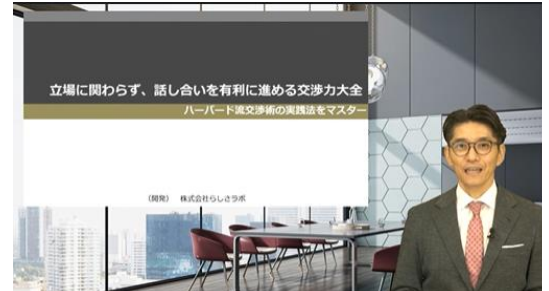 立場に関わらず、話し合いを有利に進める交渉力大全
ハーバード流交渉術の実践法をマスター
(開発) 株式会社らしさラボ